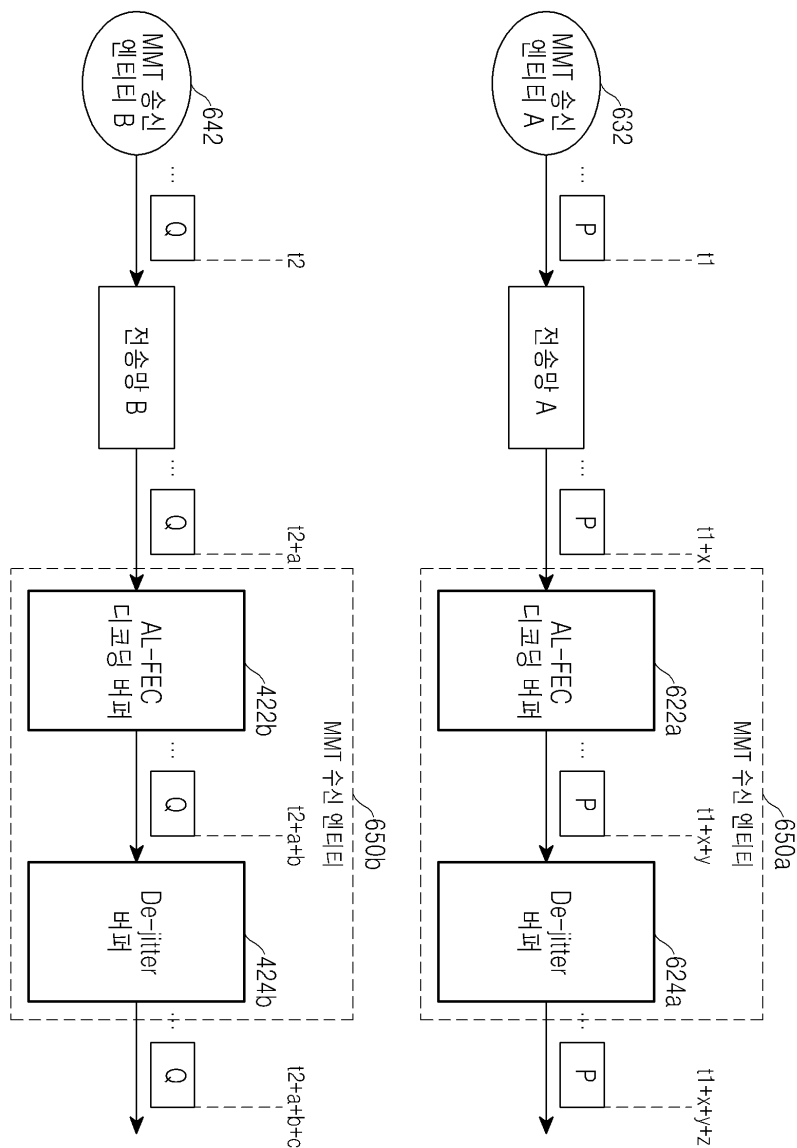 MMT 송신
엔티티 A
632
...
P
t1
전송망 A
...
P
t1+x
MMT 수신 엔티티
650a
AL-FEC
디코딩 버퍼
622a
...
P
t1+x+y
De-jitter
버퍼
624a
...
P
t1+x+y+z
MMT 송신
엔티티 B
642
...
Q
t2
전송망 B
...
Q
t2+a
MMT 수신 엔티티
650b
AL-FEC
디코딩 버퍼
422b
...
Q
t2+a+b
De-jitter
버퍼
424b
...
Q
t2+a+b+c